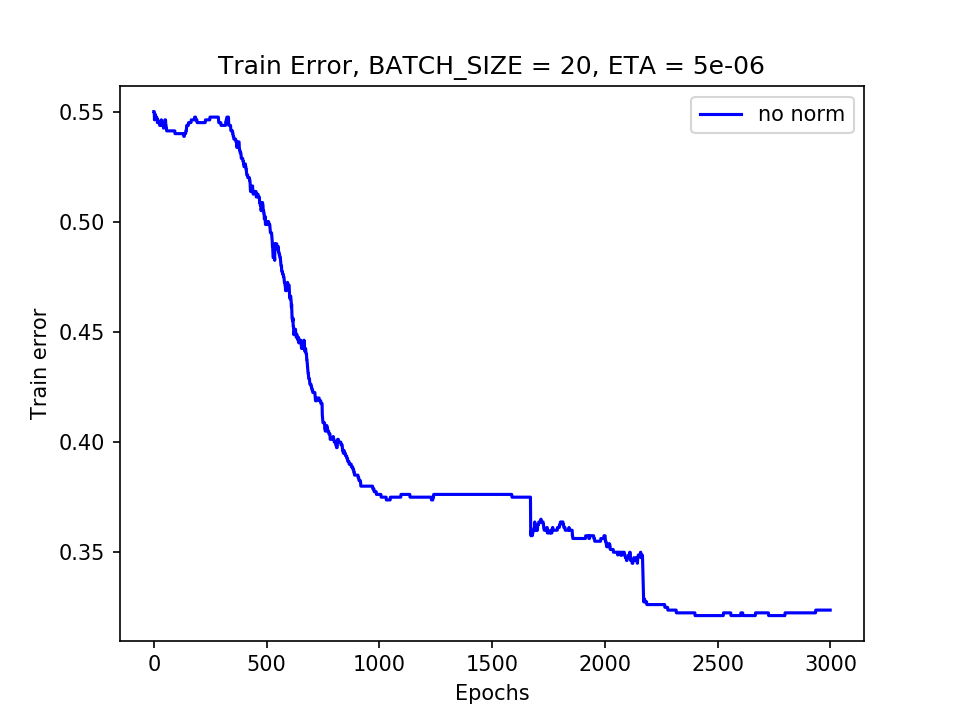 Train Error, BATCH_SIZE = 20, ETA = 5e-06
no norm
0.55
0.50
0.45
0.40
0.35
Train error
0 500 1000 1500 2000 2500 3000
Epochs